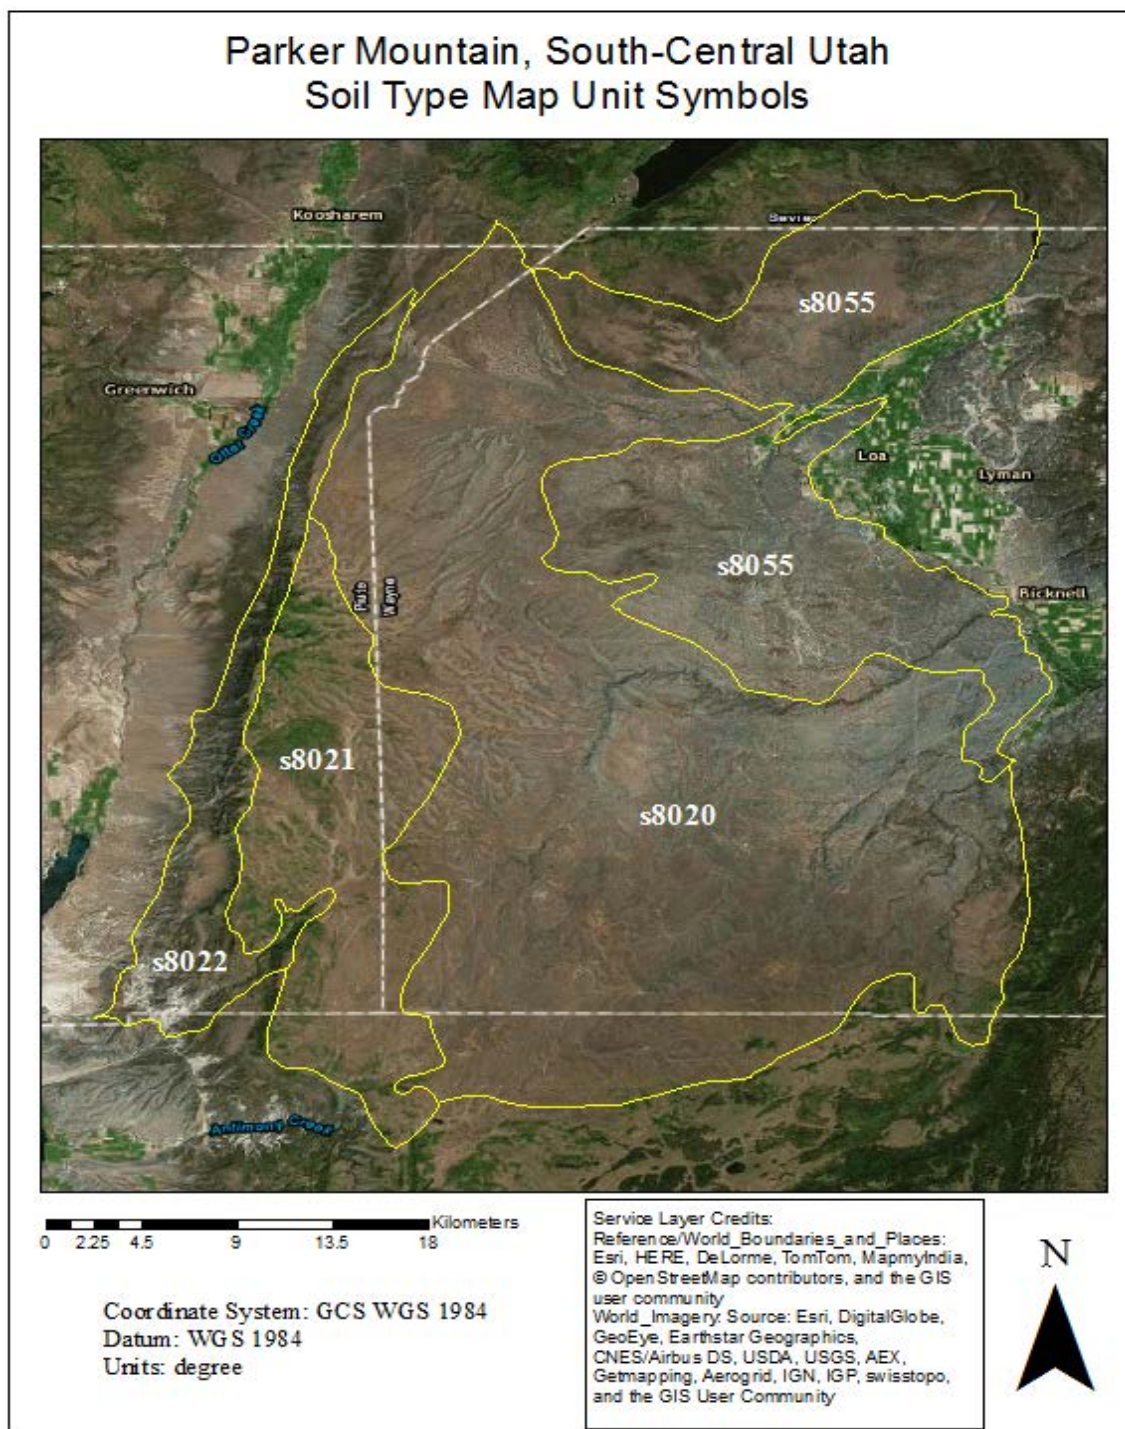 Parker Mountain, South-Central Utah
Soil Type Map Unit Symbols
Koosharem
Sevier
s8055
Greenwich
Otter Creek
Loa
Lyman
s8055
Piute
Wayne
Bicknell
s8021
s8020
s8022
Antimony Creek
Kilometers
0 2.25 4.5 9 13.5 18
Coordinate System: GCS WGS 1984
Datum: WGS 1984
Units: degree
Service Layer Credits:
Reference/World_Boundaries_and_Places:
Esri, HERE, DeLorme, TomTom, MapmyIndia,
© OpenStreetMap contributors, and the GIS
user community
World_Imagery: Source: Esri, DigitalGlobe,
GeoEye, Earthstar Geographics,
CNES/Airbus DS, USDA, USGS, AEX,
Getmapping, Aerogrid, IGN, IGP, swisstopo,
and the GIS User Community
N